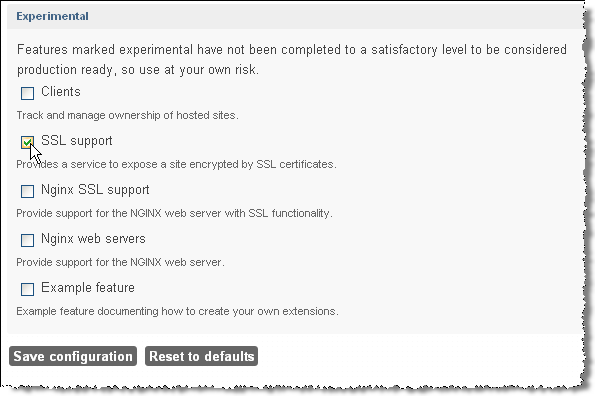 Experimental
Features marked experimental have not been completed to a satisfactory level to be considered
production ready, so use at your own risk.
Clients
Track and manage ownership of hosted sites.
SSL support
Provides a service to expose a site encrypted by SSL certificates.
Nginx SSL support
Provide support for the NGINX web server with SSL functionality.
Nginx web servers
Provide support for the NGINX web server.
Example feature
Example feature documenting how to create your own extensions.
Save configuration Reset to defaults